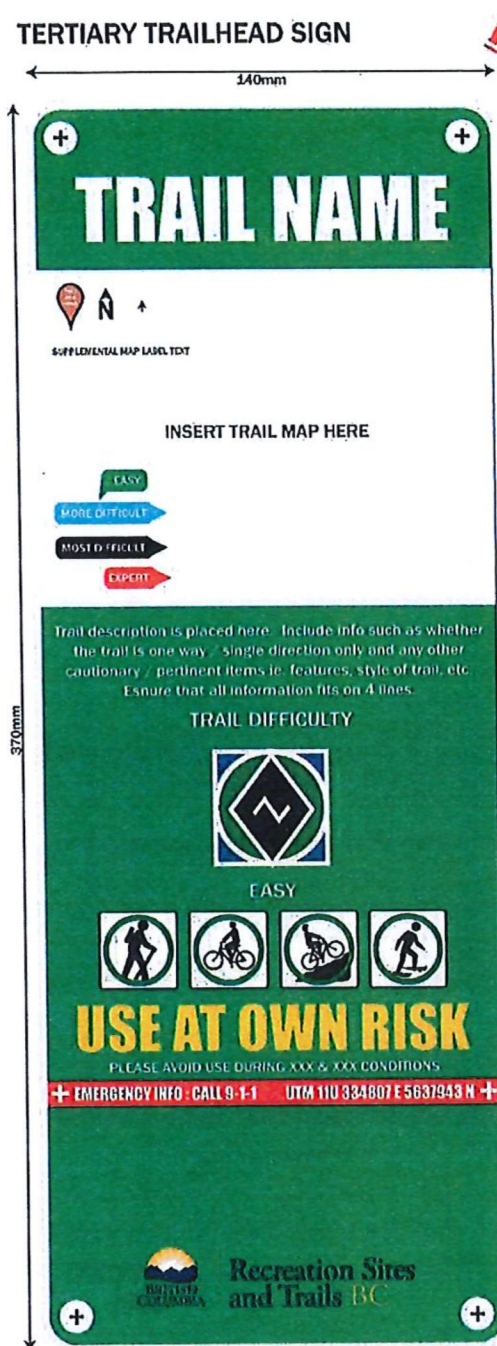 TERTIARY TRAILHEAD SIGN
140mm
370mm
TRAIL NAME
N
SUPPLEMENTAL MAP LABEL TEXT
INSERT TRAIL MAP HERE
EASY
MORE DIFFICULT
MOST DIFFICULT
EXPERT
Trail description is placed here. Include info such as whether
the trail is one way / single direction only and any other
cautionary / pertinent items ie. features, style of trail, etc
Esnure that all information fits on 4 lines.
TRAIL DIFFICULTY
EASY
USE AT OWN RISK
PLEASE AVOID USE DURING XXX & XXX CONDITIONS
EMERGENCY INFO : CALL 9-1-1 UTM 11U 334807 E 5637943 N
BRITISH
COLUMBIA
Recreation Sites
and Trails BC